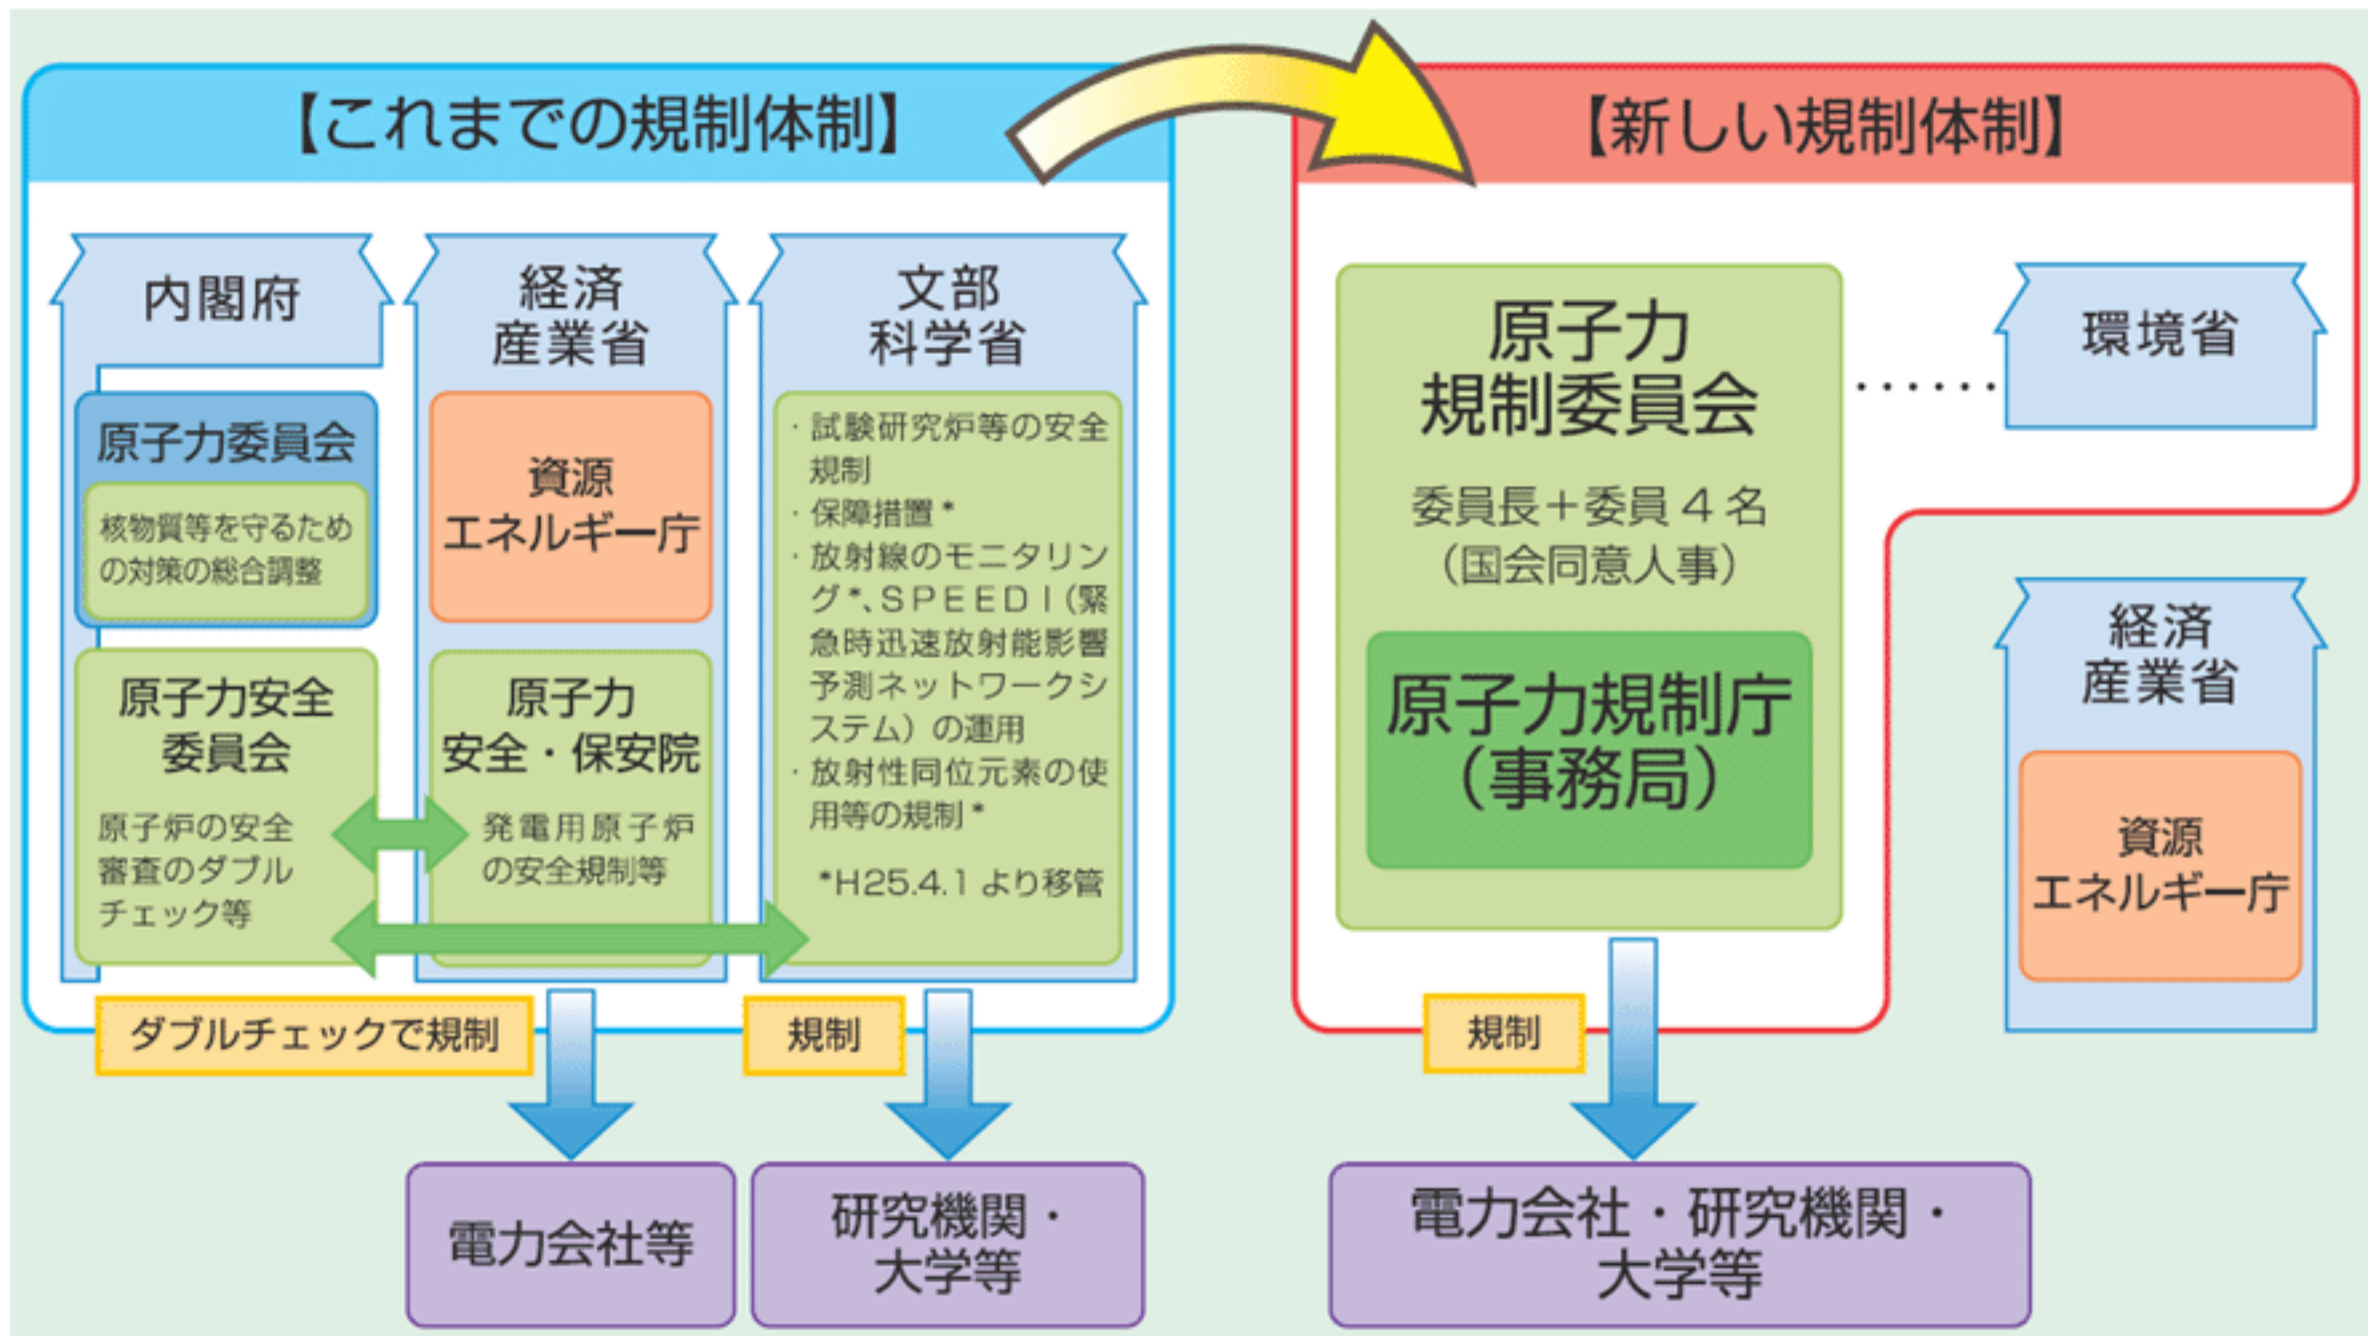 【これまでの規制体制】
内閣府
原子力委員会
核物質等を守るため
の対策の総合調整
原子力安全
委員会
原子炉の安全
審査のダブル
チェック等
経済
産業省
資源
エネルギー庁
原子力
安全・保安院
発電用原子炉
の安全規制等
文部
科学省
・試験研究炉等の安全
規制
・保障措置*
・放射線のモニタリン
グ*、SPEEDI(緊
急時迅速放射能影響
予測ネットワークシ
ステム)の運用
・放射性同位元素の使
用等の規制*
*H25.4.1 より移管
ダブルチェックで規制
規制
電力会社等
研究機関・
大学等
【新しい規制体制】
原子力
規制委員会
委員長+委員4名
(国会同意人事)
原子力規制庁
(事務局)
……
環境省
経済
産業省
資源
エネルギー庁
規制
電力会社・研究機関・
大学等